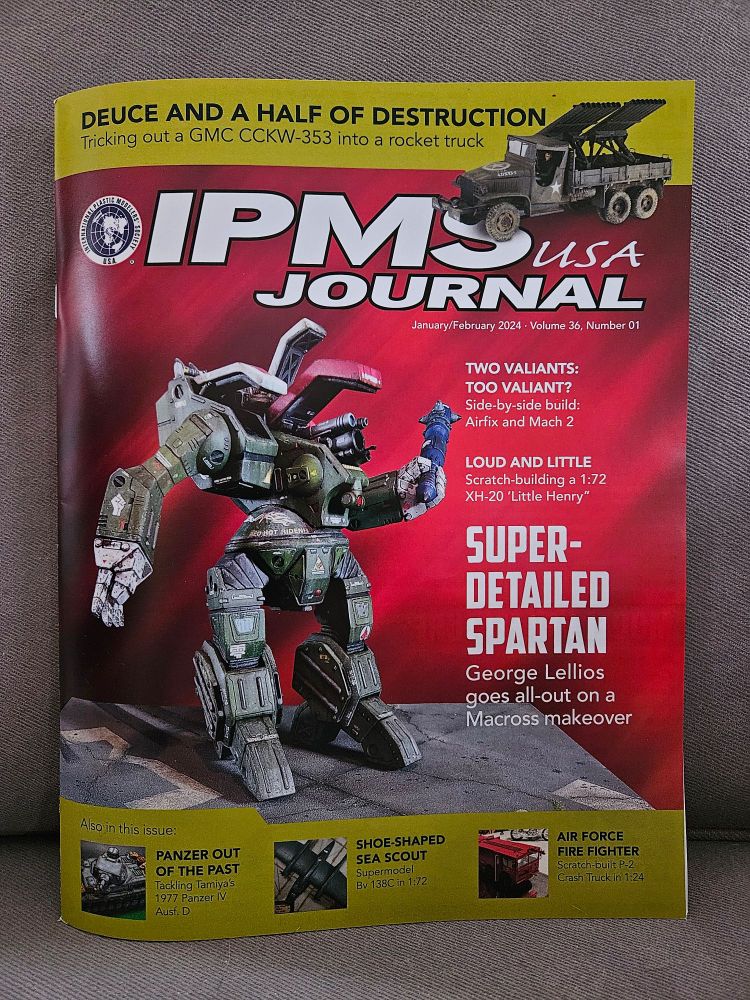 DEUCE AND A HALF OF DESTRUCTION
Tricking out a GMC CCKW-353 into a rocket truck
INTERNATIONAL PLASTIC MODELERS' SOCIETY
U.S.A.
IPMS USA
JOURNAL
January/February 2024 · Volume 36, Number 01
TWO VALIANTS:
TOO VALIANT?
Side-by-side build:
Airfix and Mach 2
LOUD AND LITTLE
Scratch-building a 1:72
XH-20 'Little Henry"
SUPER-
DETAILED
SPARTAN
George Lellios
goes all-out on a
Macross makeover
Also in this issue:
PANZER OUT
OF THE PAST
Tackling Tamiya's
1977 Panzer IV
Ausf. D
SHOE-SHAPED
SEA SCOUT
Supermodel
Bv 138C in 1:72
AIR FORCE
FIRE FIGHTER
Scratch-built P-2
Crash Truck in 1:24